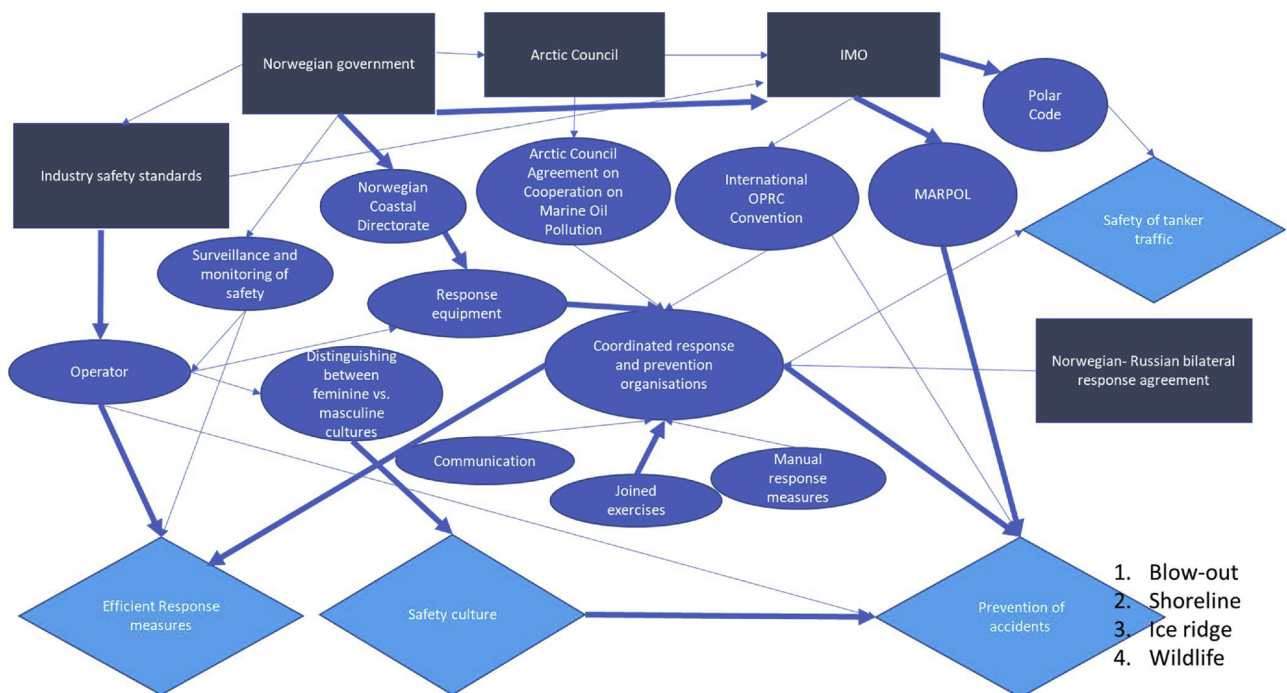 Norwegian government
Arctic Council
IMO
Polar
Code
Industry safety standards
Norwegian
Coastal
Directorate
Arctic Council
Agreement on
Cooperation on
Marine Oil
Pollution
International
OPRC
Convention
MARPOL
Safety of tanker
traffic
Surveillance and
monitoring of
safety
Response
equipment
Operator
Distinguishing
between
feminine vs.
masculine
cultures
Coordinated response
and prevention
organisations
Norwegian- Russian bilateral
response agreement
Communication
Joined
exercises
Manual
response
measures
Efficient Response
measures
Safety culture
Prevention of
accidents
1. Blow-out
2. Shoreline
3. Ice ridge
4. Wildlife